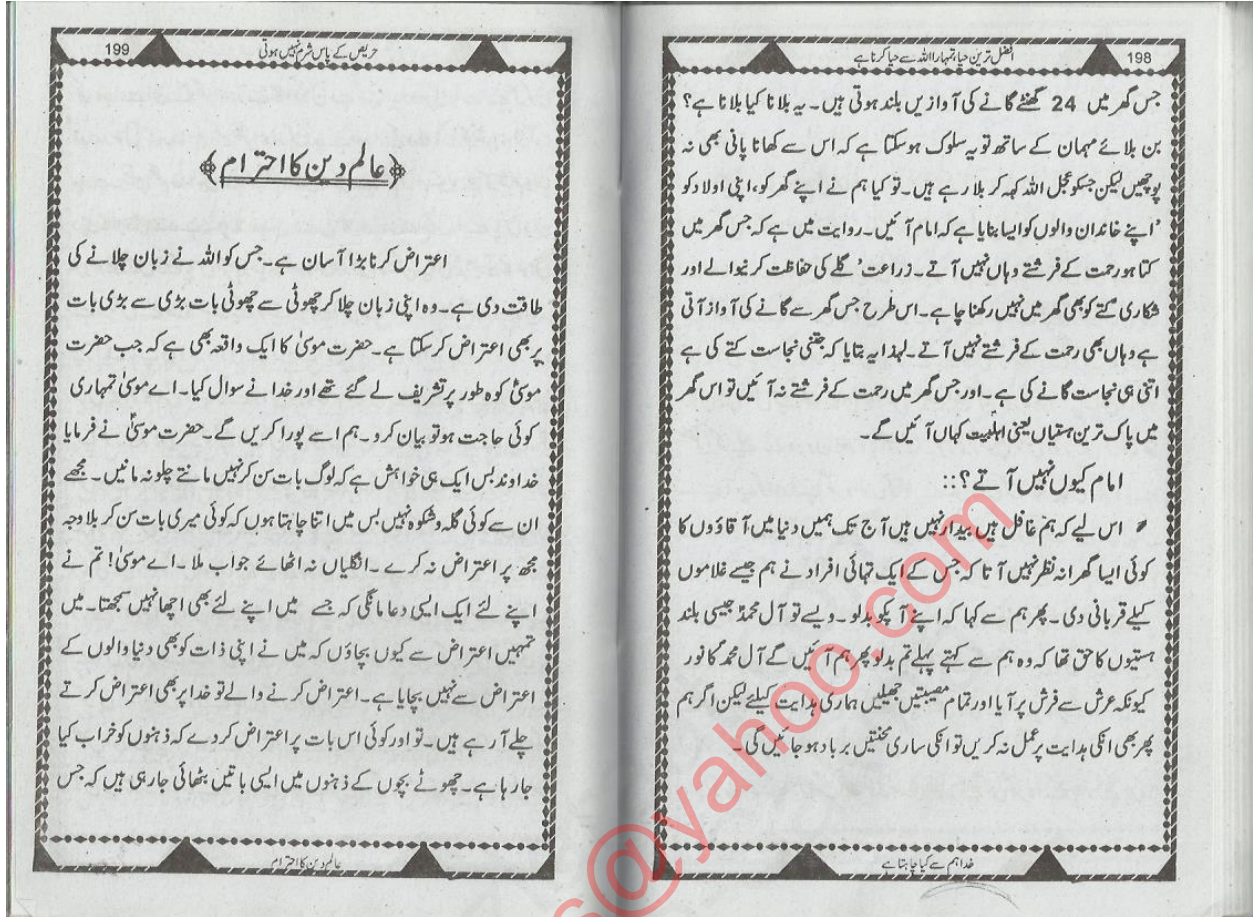 افضل ترین حیا، تمہارا اللہ سے حیا کرنا ہے
198
جس گھر میں 24 گھنٹے گانے کی آوازیں بلند ہوتی ہیں۔ یہ بلانا کیا بلانا ہے؟
بن بلائے مہمان کے ساتھ تو یہ سلوک ہوسکتا ہے کہ اس سے کھانا پانی بھی نہ
پوچھیں لیکن جسکو عجل اللہ کہہ کر بلا رہے ہیں۔ تو کیا ہم نے اپنے گھر کو، اپنی اولاد کو
اپنے خاندان والوں کو ایسا بنایا ہے کہ امام آئیں۔ روایت میں ہے کہ جس گھر میں
کتا ہو رحمت کے فرشتے وہاں نہیں آتے۔ زراعت' گلے کی حفاظت کرنیوالے اور
شکاری کتے کو بھی گھر میں نہیں رکھنا چاہے۔ اس طرح جس گھر سے گانے کی آواز آتی
ہے وہاں بھی رحمت کے فرشتے نہیں آتے۔ لہذا یہ بتایا کہ جتنی نجاست کتے کی ہے
اتنی ہی نجاست گانے کی ہے۔ اور جس گھر میں رحمت کے فرشتے نہ آئیں تو اس گھر
میں پاک ترین ہستیاں یعنی اہلبیت کہاں آئیں گے۔
امام کیوں نہیں آتے؟::
اس لیے کہ ہم غافل ہیں بیدار نہیں ہیں آج تک ہمیں دنیا میں آقاؤوں کا
کوئی ایسا گھرانہ نظر نہیں آتا کہ جس کے ایک تہائی افراد نے ہم جیسے غلاموں
کیلیے قربانی دی۔ پھر ہم سے کہا کہ اپنے آپکو بدلو۔ ویسے تو آل محمدؐ جیسی بلند
ہستیوں کا حق تھا کہ وہ ہم سے کہتے پہلے تم بدلو پھر ہم آئیں گے آل محمدؐ کا نور
کیونکہ عرش سے فرش پر آیا اور تمام مصیبتیں جھیلیں ہماری ہدایت کیلئے لیکن اگر ہم
پھر بھی انکی ہدایت پر عمل نہ کریں تو انکی ساری محنتیں برباد ہوجائیں گی۔
خدا ہم سے کیا چاہتا ہے
حریص کے پاس شرم نہیں ہوتی
199
﴿عالم دین کا احترام﴾
اعتراض کرنا بڑا آسان ہے۔ جس کو اللہ نے زبان چلانے کی
طاقت دی ہے۔ وہ اپنی زبان چلا کر چھوٹی سے چھوٹی بات بڑی سے بڑی بات
پر بھی اعتراض کرسکتا ہے۔ حضرت موسیٰ کا ایک واقعہ بھی ہے کہ جب حضرت
موسیٰؑ کوہ طور پر تشریف لے گئے تھے اور خدا نے سوال کیا۔ اے موسیٰ تمہاری
کوئی حاجت ہو تو بیان کرو۔ ہم اسے پورا کریں گے۔ حضرت موسیٰؑ نے فرمایا
خداوند بس ایک ہی خواہش ہے کہ لوگ بات سن کر نہیں مانتے چلو نہ مانیں۔ مجھے
ان سے کوئی گلہ و شکوہ نہیں بس میں اتنا چاہتا ہوں کہ کوئی میری بات سن کر بلاوجہ
مجھ پر اعتراض نہ کرے۔ انگلیاں نہ اٹھائے جواب ملا۔ اے موسیٰ! تم نے
اپنے لئے ایک ایسی دعا مانگی کہ جسے میں اپنے لئے بھی اچھا نہیں سمجھتا۔ میں
تمہیں اعتراض سے کیوں بچاؤں کہ میں نے اپنی ذات کو بھی دنیا والوں کے
اعتراض سے نہیں بچایا ہے۔ اعتراض کرنے والے تو خدا پر بھی اعتراض کرتے
چلے آرہے ہیں۔ تو اور کوئی اس بات پر اعتراض کردے کہ ذہنوں کو خراب کیا
جارہا ہے۔ چھوٹے بچوں کے ذہنوں میں ایسی باتیں بٹھائی جارہی ہیں کہ جس
عالم دین کا احترام
s@yahoo.com